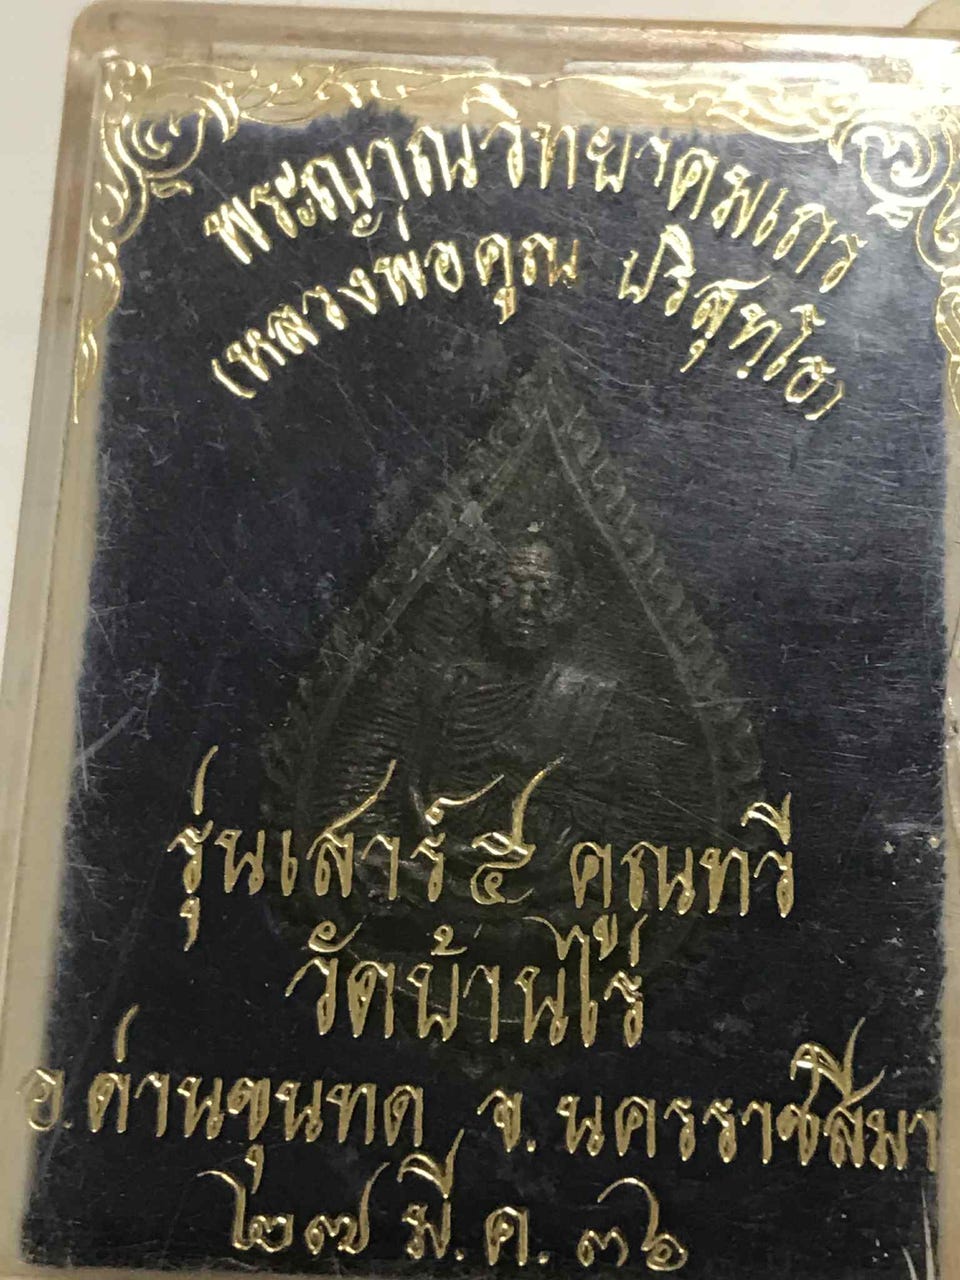 พระญาณวิทยาคมเถร
(หลวงพ่อคูณ ปริสุทฺโธ)
รุ่นเสาร์ ๕ คูณทวี
วัดบ้านไร่
อ.ด่านขุนทด จ.นครราชสีมา
๒๗ มี.ค. ๓๖